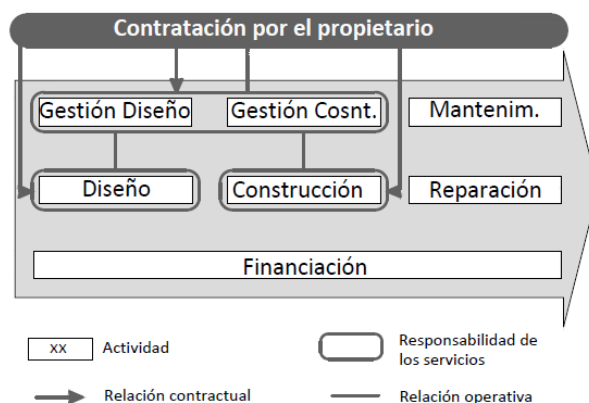 Contratación por el propietario
Gestión Diseño
Gestión Cosnt.
Mantenim.
Diseño
Construcción
Reparación
Financiación
xx
Actividad
Responsabilidad de
los servicios
Relación contractual
Relación operativa